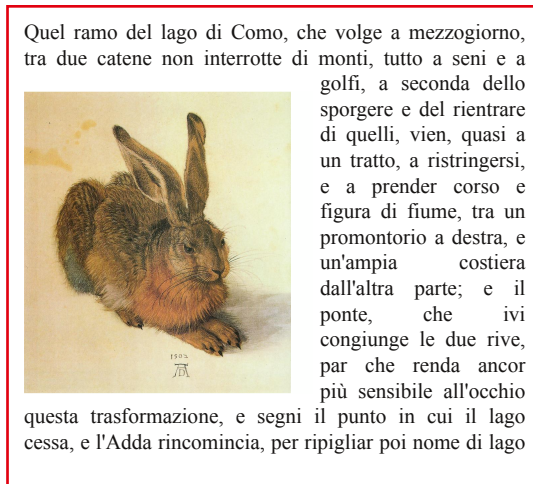 Quel ramo del lago di Como, che volge a mezzogiorno,
tra due catene non interrotte di monti, tutto a seni e a
golfi, a seconda dello
sporgere e del rientrare
di quelli, vien, quasi a
un tratto, a ristringersi,
e a prender corso e
figura di fiume, tra un
promontorio a destra, e
un'ampia costiera
dall'altra parte; e il
ponte, che ivi
congiunge le due rive,
par che renda ancor
più sensibile all'occhio
questa trasformazione, e segni il punto in cui il lago
cessa, e l'Adda rincomincia, per ripigliar poi nome di lago
1502
AD